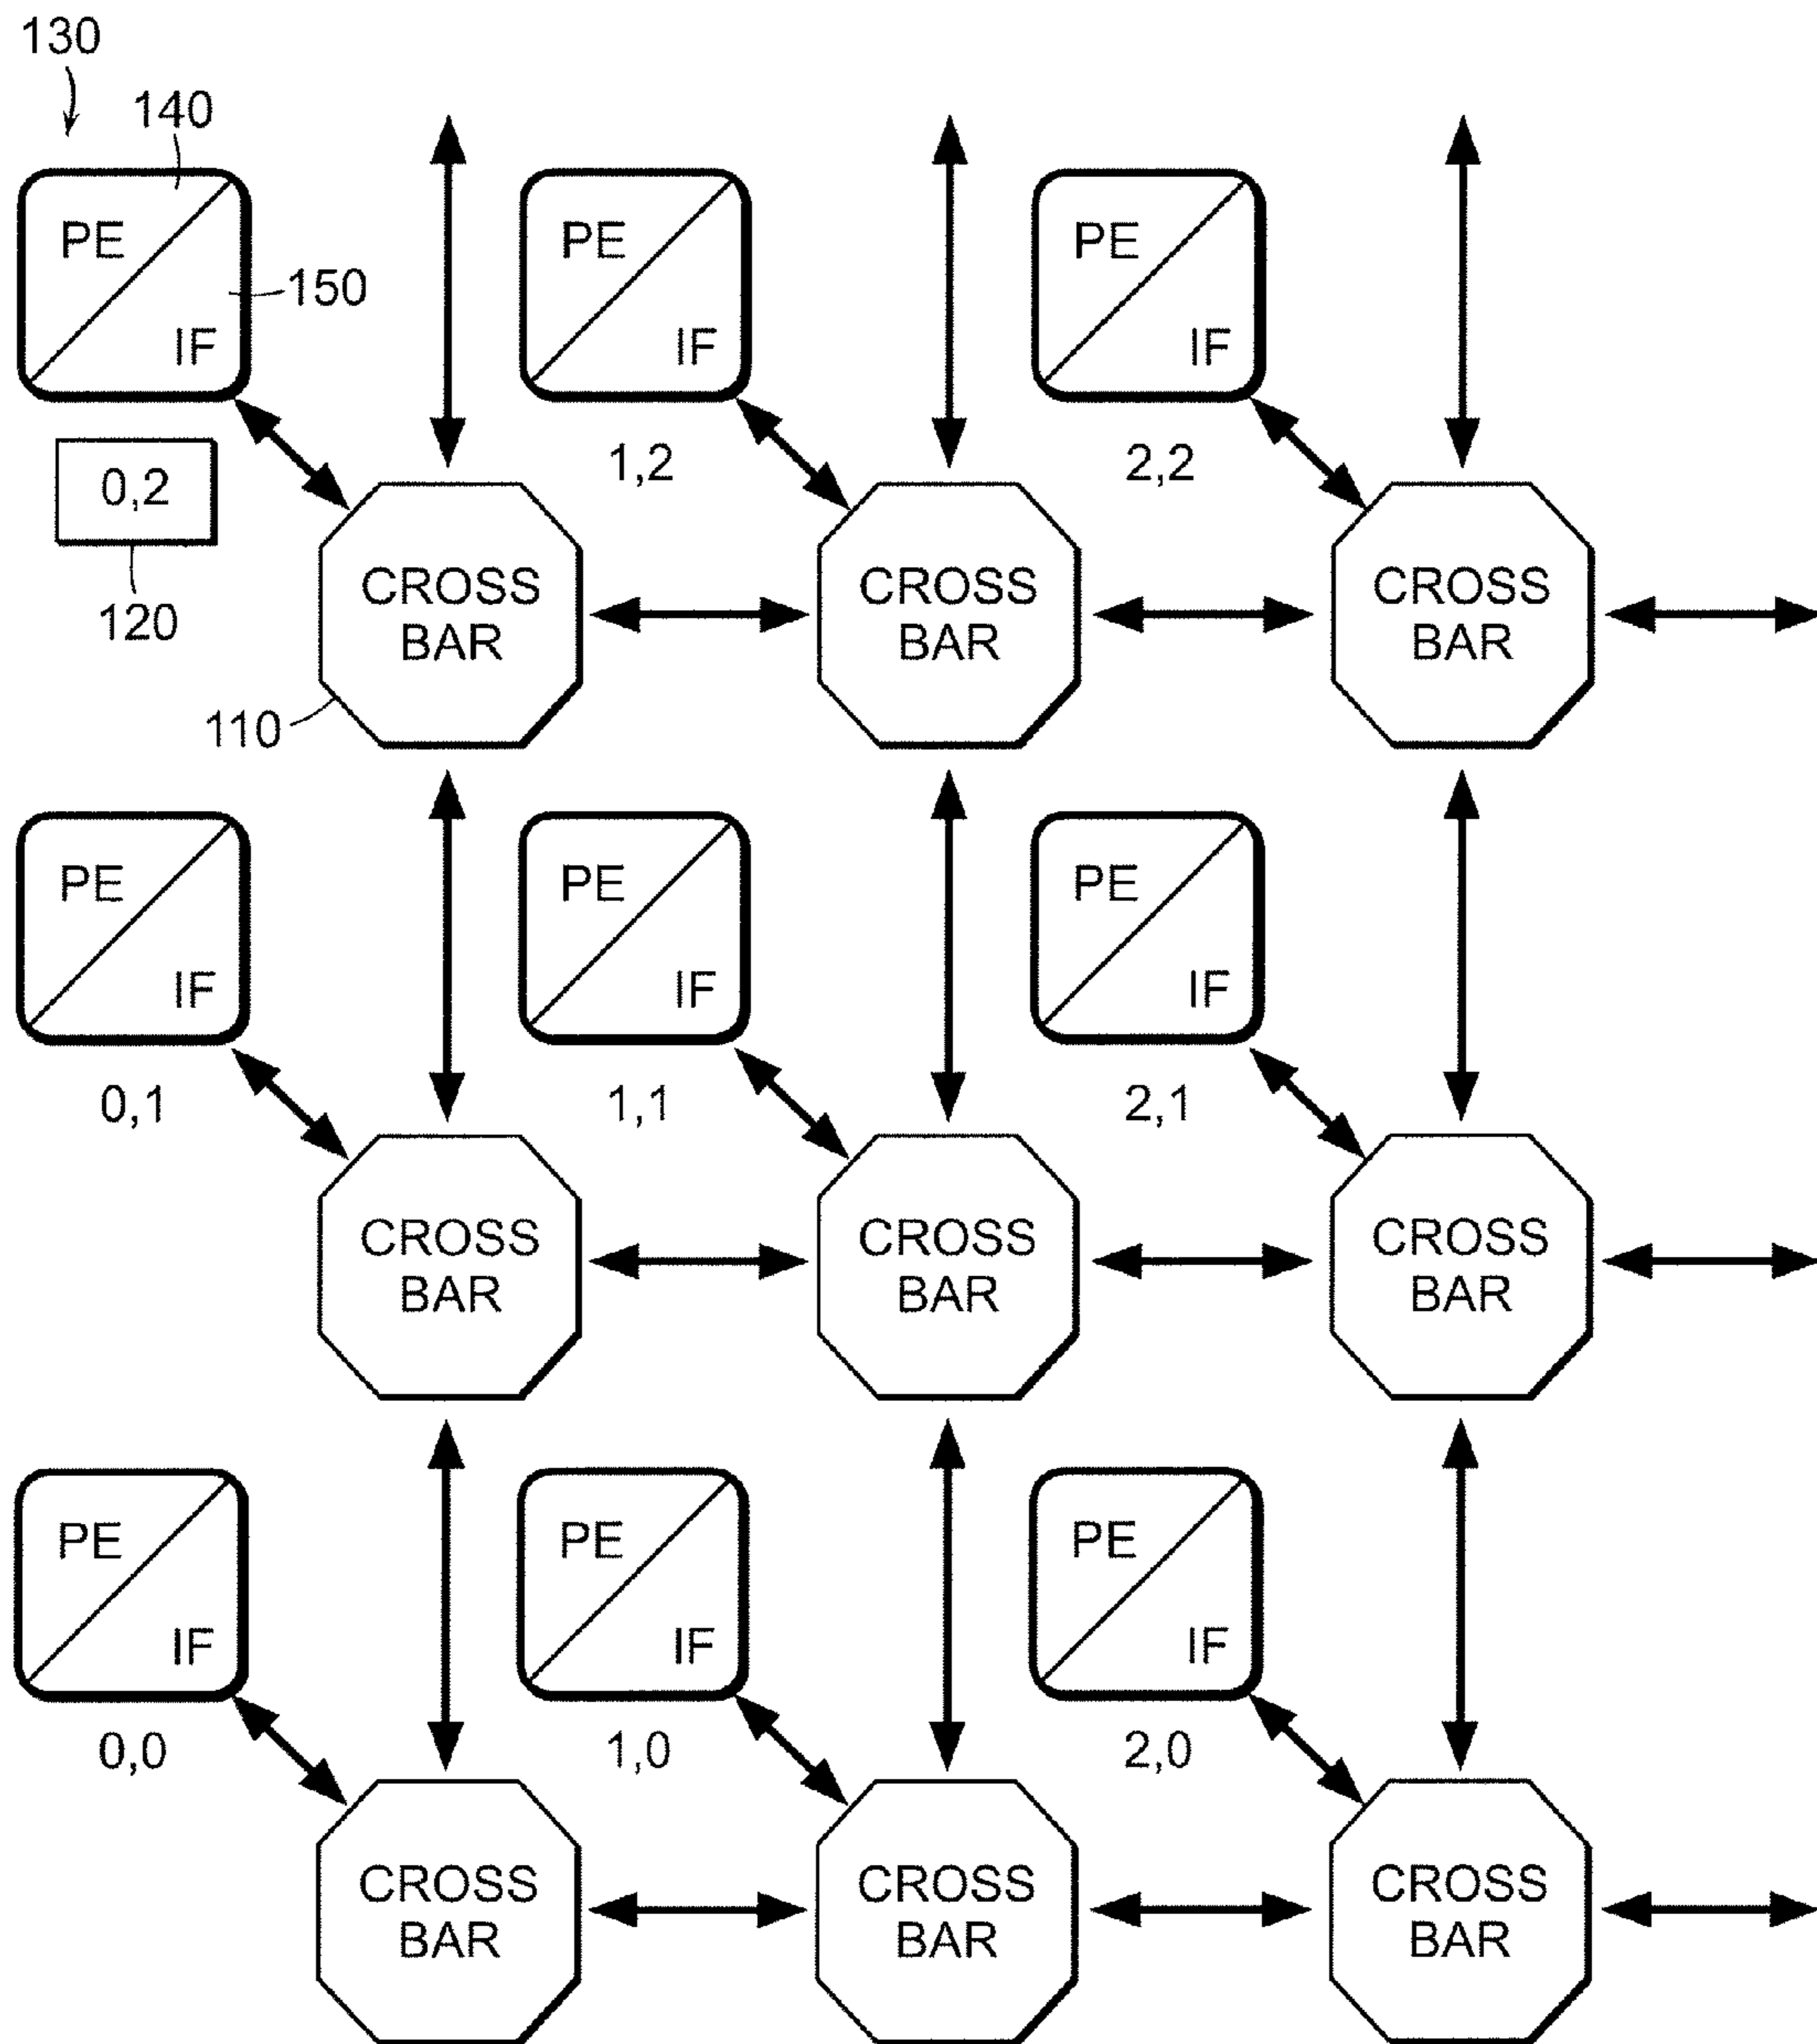 130
140
PE
150
IF
PE
IF
PE
IF
0,2
1,2
2,2
120
CROSS
BAR
CROSS
BAR
CROSS
BAR
110
PE
IF
PE
IF
PE
IF
0,1
1,1
2,1
CROSS
BAR
CROSS
BAR
CROSS
BAR
PE
IF
PE
IF
PE
IF
0,0
1,0
2,0
CROSS
BAR
CROSS
BAR
CROSS
BAR